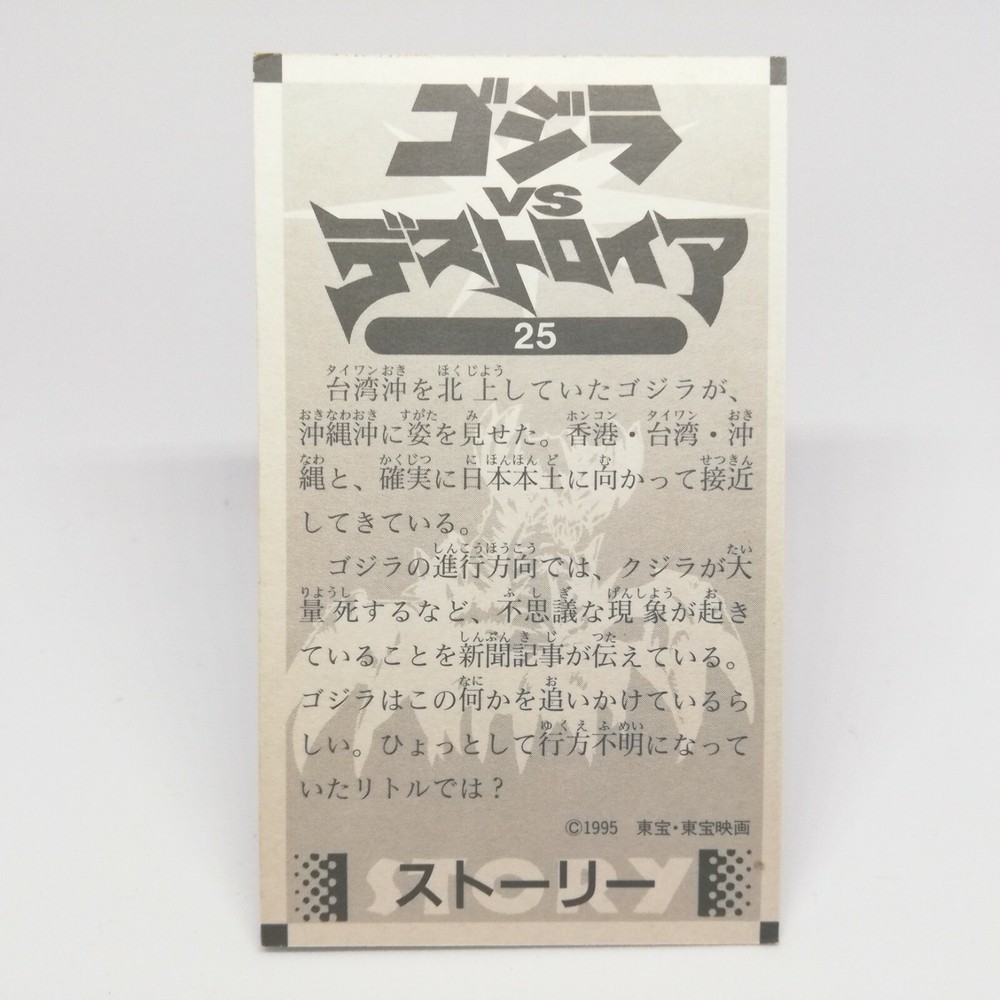 ゴジラ
VS
デストロイア
25
台湾沖を北上していたゴジラが、
沖縄沖に姿を見せた。香港・台湾・沖
縄と、確実に日本本土に向かって接近
してきている。
ゴジラの進行方向では、クジラが大
量死するなど、不思議な現象が起き
ていることを新聞記事が伝えている。
ゴジラはこの何かを追いかけているら
しい。ひょっとして行方不明になって
いたリトルでは?
©1995 東宝・東宝映画
STORY
ストーリー